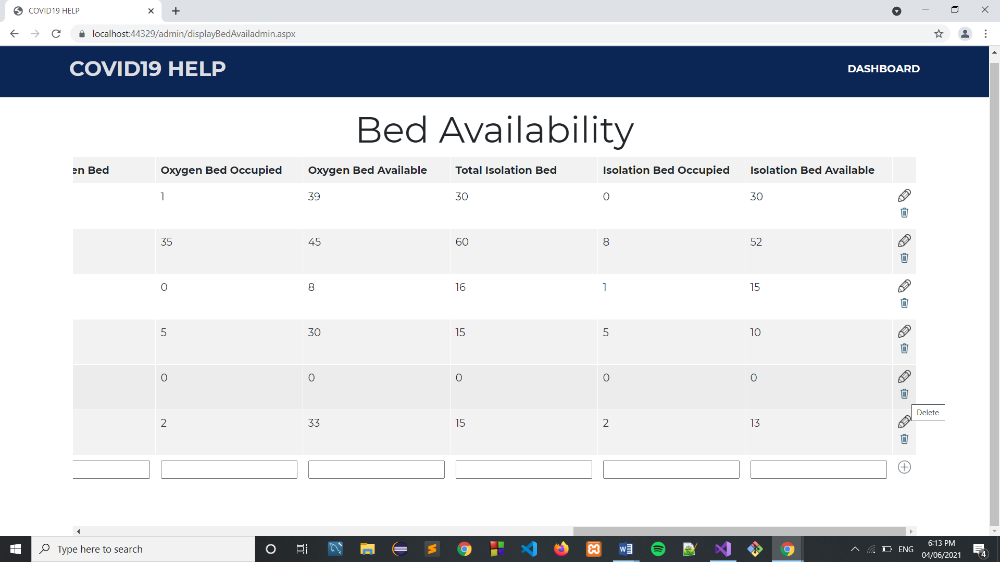 COVID19 HELP
localhost:44329/admin/displayBedAvailadmin.aspx
COVID19 HELP
DASHBOARD
Bed Availability
en Bed Oxygen Bed Occupied Oxygen Bed Available Total Isolation Bed Isolation Bed Occupied Isolation Bed Available
1 39 30 0 30
35 45 60 8 52
0 8 16 1 15
5 30 15 5 10
0 0 0 0 0
Delete
2 33 15 2 13
Type here to search
ENG
6:13 PM
04/06/2021
4